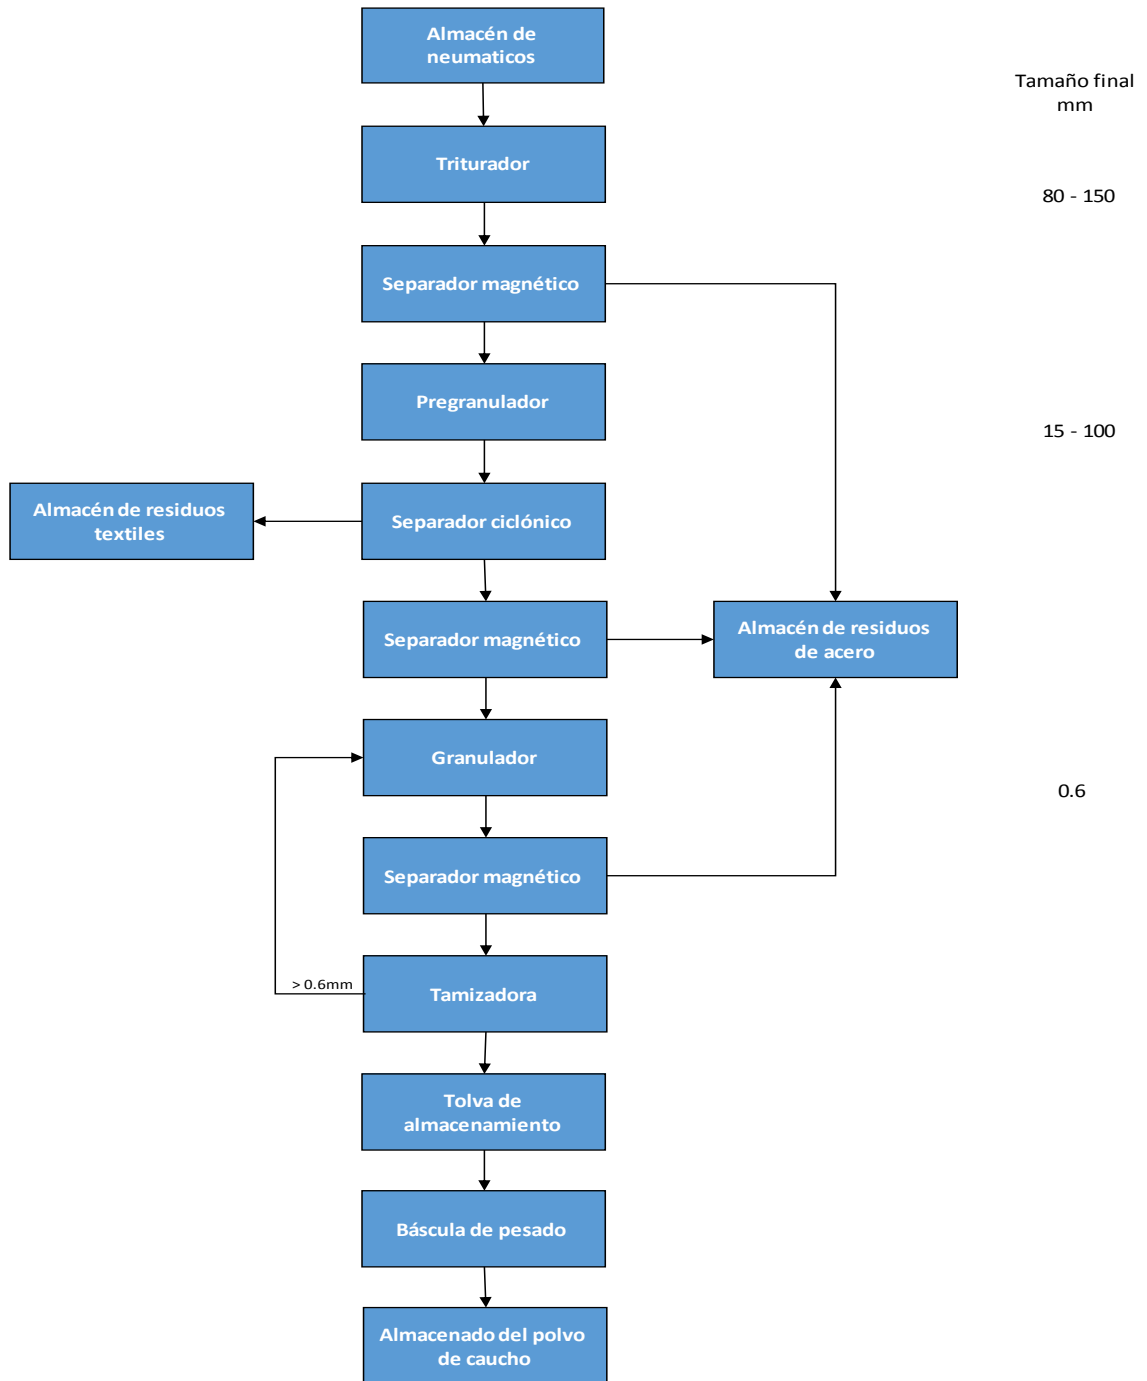 Almacén de
neumaticos
Tamaño final
mm
Triturador
80 - 150
Separador magnético
Pregranulador
15 - 100
Almacén de residuos
textiles
Separador ciclónico
Separador magnético
Almacén de residuos
de acero
Granulador
0.6
Separador magnético
> 0.6mm
Tamizadora
Tolva de
almacenamiento
Báscula de pesado
Almacenado del polvo
de caucho